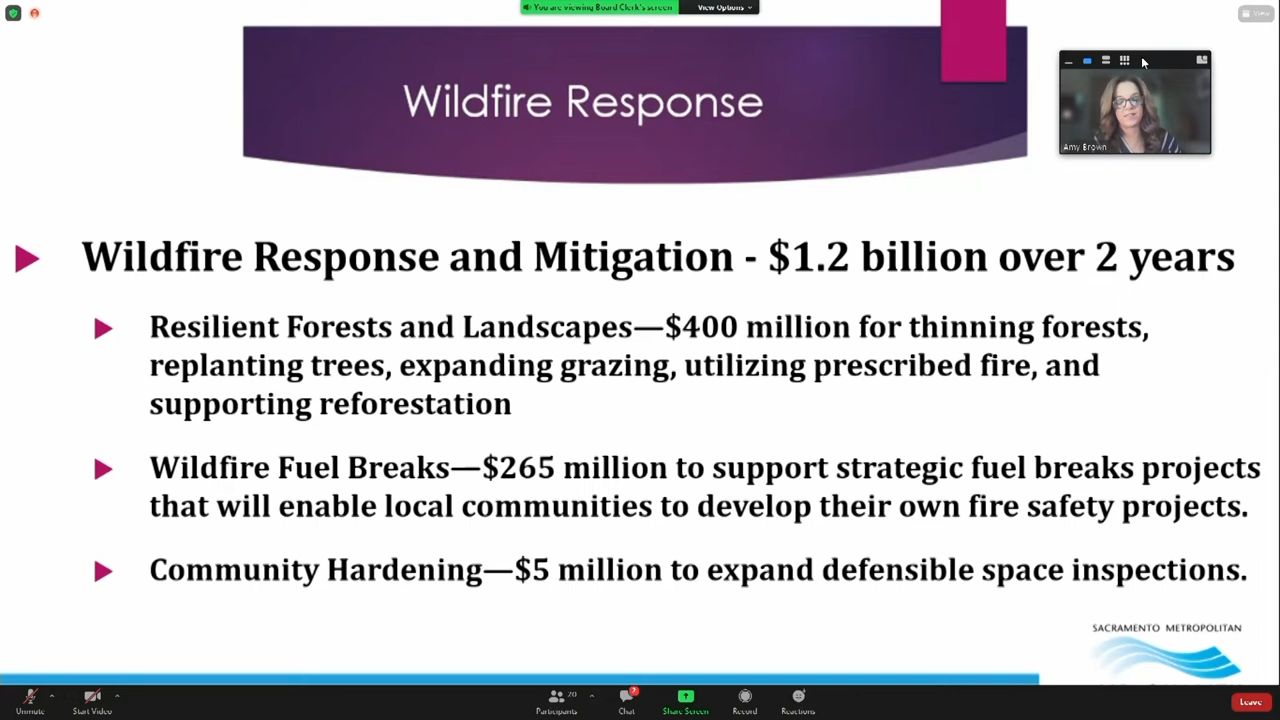 You are viewing Board Clerk's screen
View Options
View
Wildfire Response
Amy Brown
Wildfire Response and Mitigation - $1.2 billion over 2 years
Resilient Forests and Landscapes—$400 million for thinning forests,
replanting trees, expanding grazing, utilizing prescribed fire, and
supporting reforestation
Wildfire Fuel Breaks—$265 million to support strategic fuel breaks projects
that will enable local communities to develop their own fire safety projects.
Community Hardening—$5 million to expand defensible space inspections.
SACRAMENTO METROPOLITAN
Unmute
Start Video
20
Participants
Chat
Share Screen
Record
Reactions
Leave